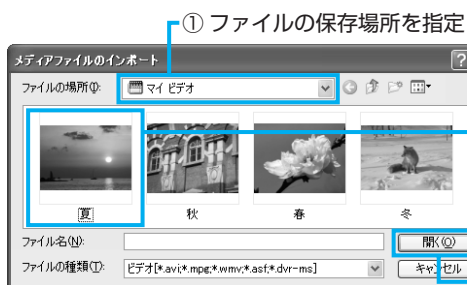 ① ファイルの保存場所を指定
メディアファイルのインポート ?
ファイルの場所(I): マイ ビデオ
夏 秋 春 冬
ファイル名(N): 開く(O)
ファイルの種類(T): ビデオ[*.avi;*.mpg;*.wmv;*.asf;*.dvr-ms] キャンセル